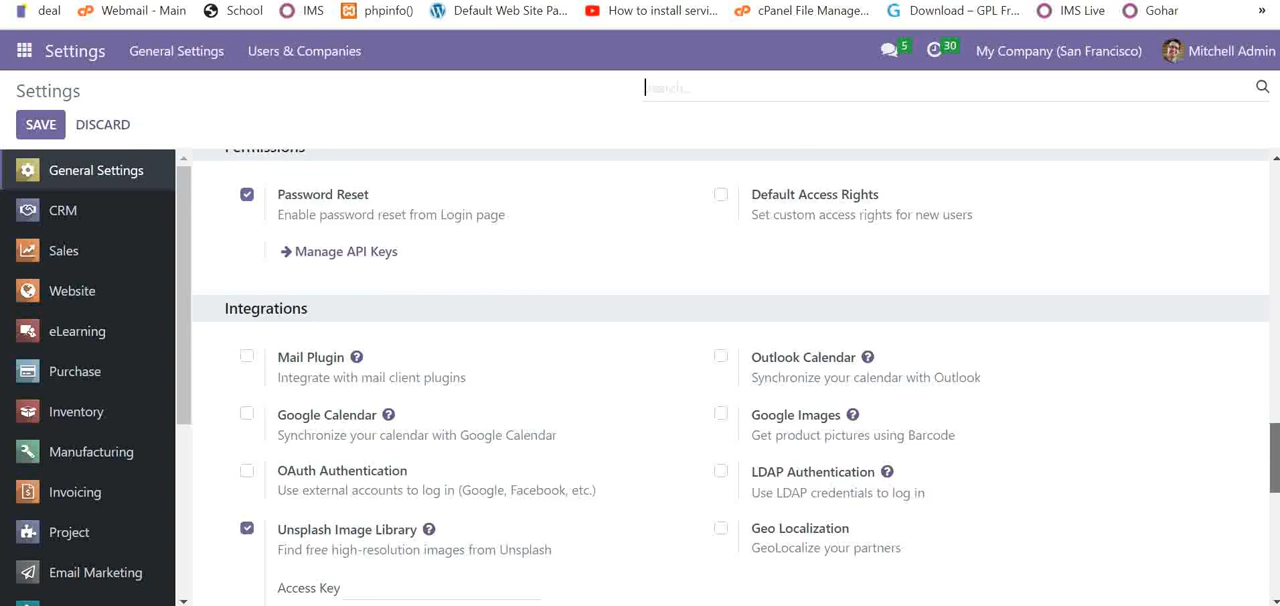 deal Webmail - Main School IMS phpinfo() Default Web Site Pa... How to install servi... cPanel File Manage... Download – GPL Fr... IMS Live Gohar »
Settings General Settings Users & Companies 5 30 My Company (San Francisco) Mitchell Admin
Settings Search...
SAVE DISCARD
General Settings
CRM
Sales
Website
eLearning
Purchase
Inventory
Manufacturing
Invoicing
Project
Email Marketing
Permissions
Password Reset
Enable password reset from Login page
Default Access Rights
Set custom access rights for new users
Manage API Keys
Integrations
Mail Plugin ?
Integrate with mail client plugins
Outlook Calendar ?
Synchronize your calendar with Outlook
Google Calendar ?
Synchronize your calendar with Google Calendar
Google Images ?
Get product pictures using Barcode
OAuth Authentication
Use external accounts to log in (Google, Facebook, etc.)
LDAP Authentication ?
Use LDAP credentials to log in
Unsplash Image Library ?
Find free high-resolution images from Unsplash
Geo Localization
GeoLocalize your partners
Access Key